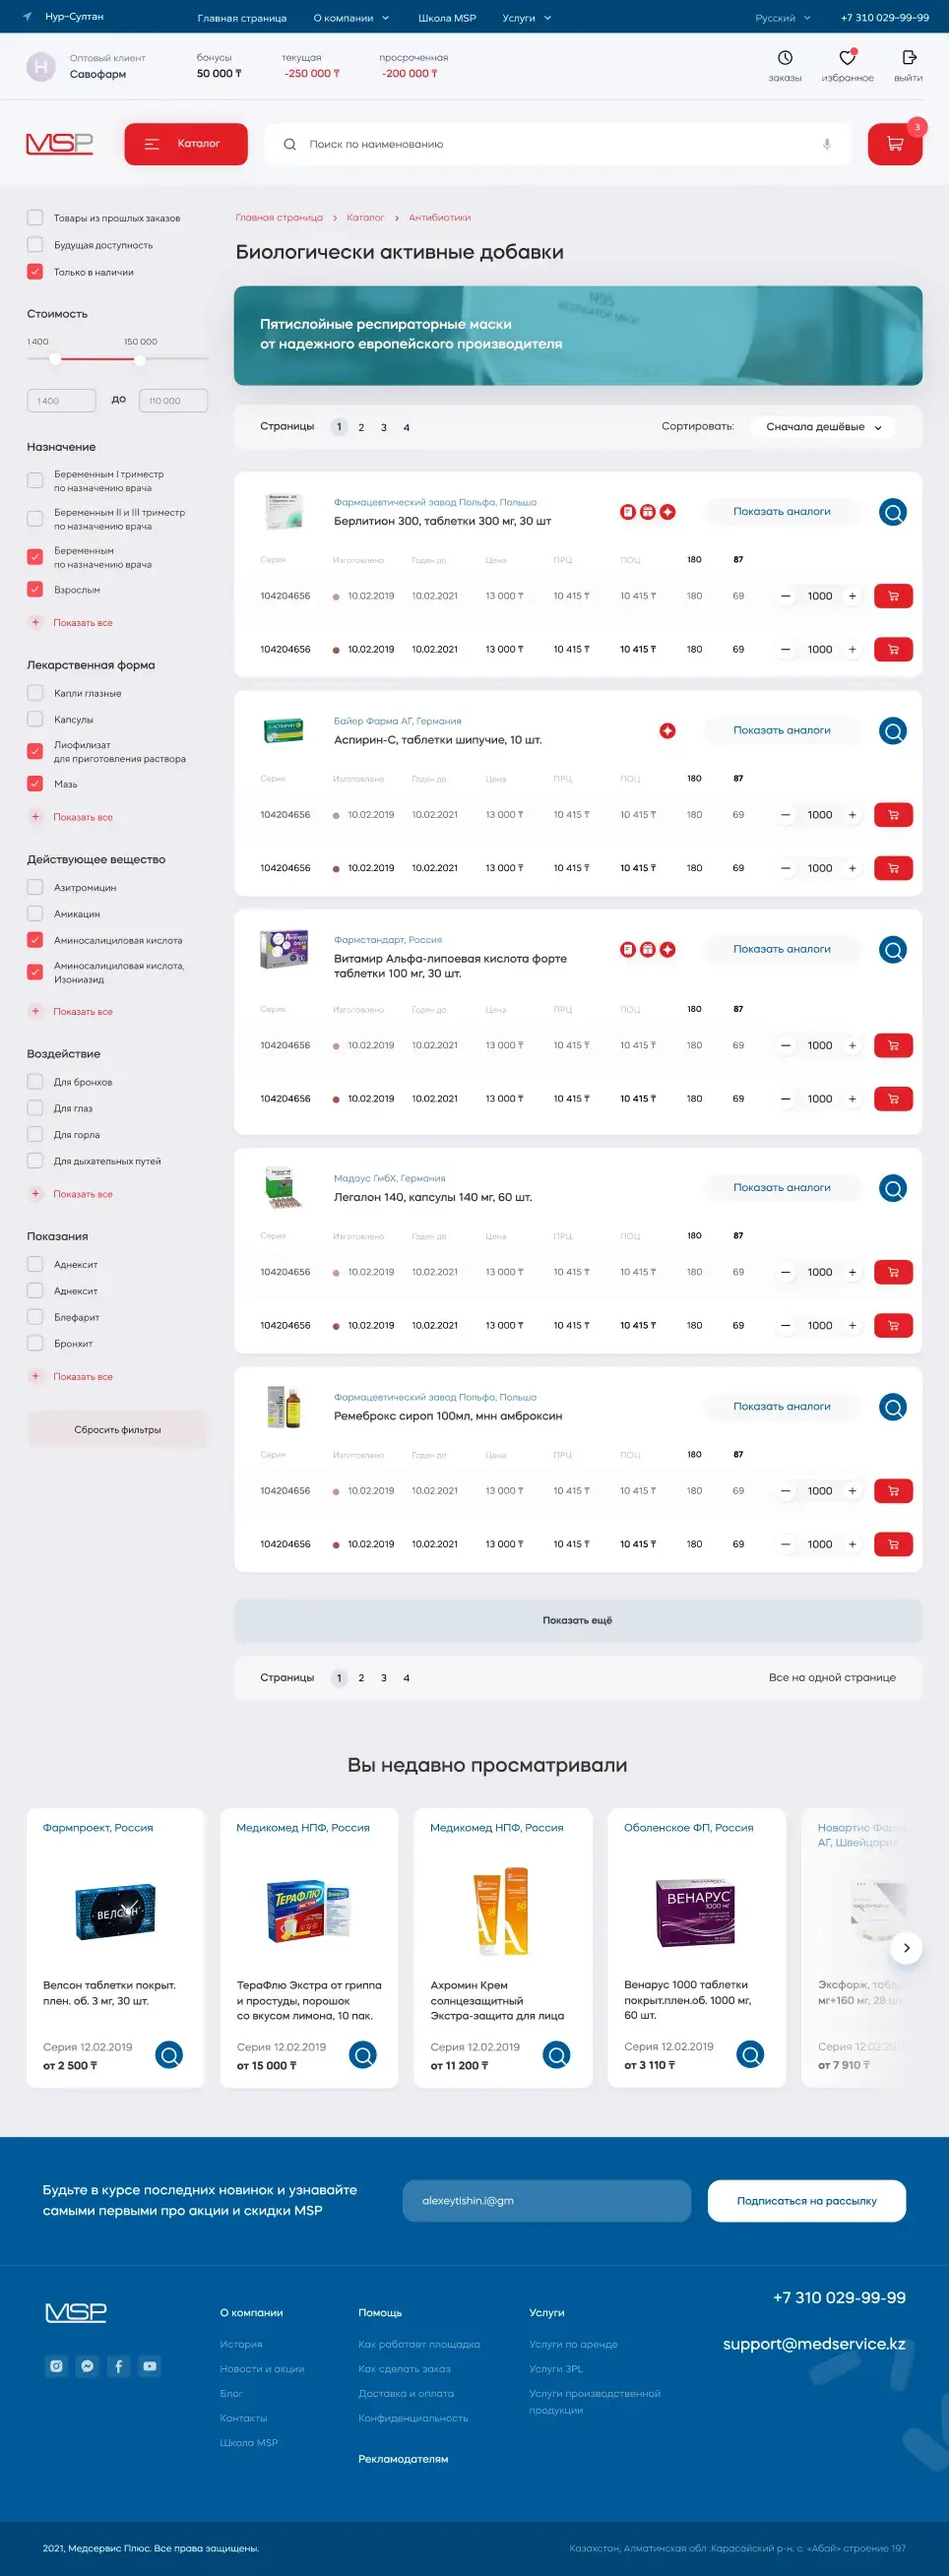 Нур-Султан
Главная страница
О компании
Школа MSP
Услуги
Русский
+7 310 029-99-99
Н
Оптовый клиент
Савофарм
бонусы
50 000 ₸
текущая
-250 000 ₸
просроченная
-200 000 ₸
заказы
избранное
выйти
MSP
Каталог
Поиск по наименованию
3
Товары из прошлых заказов
Будущая доступность
Только в наличии
Стоимость
1 400
150 000
1 400
до
110 000
Назначение
Беременным I триместр
по назначению врача
Беременным II и III триместр
по назначению врача
Беременным
по назначению врача
Взрослым
+ Показать все
Лекарственная форма
Капли глазные
Капсулы
Лиофилизат
для приготовления раствора
Мазь
+ Показать все
Действующее вещество
Азитромицин
Амикацин
Аминосалициловая кислота
Аминосалициловая кислота,
Изониазид
+ Показать все
Воздействие
Для бронхов
Для глаз
Для горла
Для дыхательных путей
+ Показать все
Показания
Аднексит
Аднексит
Блефарит
Бронхит
+ Показать все
Сбросить фильтры
Главная страница > Каталог > Антибиотики
Биологически активные добавки
Пятислойные респираторные маски
от надежного европейского производителя
Страницы 1 2 3 4
Сортировать: Сначала дешёвые
Фармацевтический завод Польфа, Польша
Берлитион 300, таблетки 300 мг, 30 шт
Показать аналоги
Серия Изготовлено Годен до Цена ПРЦ ПОЦ 180 87
104204656 10.02.2019 10.02.2021 13 000 ₸ 10 415 ₸ 10 415 ₸ 180 69 — 1000 +
104204656 10.02.2019 10.02.2021 13 000 ₸ 10 415 ₸ 10 415 ₸ 180 69 — 1000 +
Байер Фарма АГ, Германия
Аспирин-С, таблетки шипучие, 10 шт.
Показать аналоги
Серия Изготовлено Годен до Цена ПРЦ ПОЦ 180 87
104204656 10.02.2019 10.02.2021 13 000 ₸ 10 415 ₸ 10 415 ₸ 180 69 — 1000 +
104204656 10.02.2019 10.02.2021 13 000 ₸ 10 415 ₸ 10 415 ₸ 180 69 — 1000 +
Фармстандарт, Россия
Витамир Альфа-липоевая кислота форте
таблетки 100 мг, 30 шт.
Показать аналоги
Серия Изготовлено Годен до Цена ПРЦ ПОЦ 180 87
104204656 10.02.2019 10.02.2021 13 000 ₸ 10 415 ₸ 10 415 ₸ 180 69 — 1000 +
104204656 10.02.2019 10.02.2021 13 000 ₸ 10 415 ₸ 10 415 ₸ 180 69 — 1000 +
Мадаус ГмбХ, Германия
Легалон 140, капсулы 140 мг, 60 шт.
Показать аналоги
Серия Изготовлено Годен до Цена ПРЦ ПОЦ 180 87
104204656 10.02.2019 10.02.2021 13 000 ₸ 10 415 ₸ 10 415 ₸ 180 69 — 1000 +
104204656 10.02.2019 10.02.2021 13 000 ₸ 10 415 ₸ 10 415 ₸ 180 69 — 1000 +
Фармацевтический завод Польфа, Польша
Ремеброкс сироп 100мл, мнн амброксин
Показать аналоги
Серия Изготовлено Годен до Цена ПРЦ ПОЦ 180 87
104204656 10.02.2019 10.02.2021 13 000 ₸ 10 415 ₸ 10 415 ₸ 180 69 — 1000 +
104204656 10.02.2019 10.02.2021 13 000 ₸ 10 415 ₸ 10 415 ₸ 180 69 — 1000 +
Показать ещё
Страницы 1 2 3 4
Все на одной странице
Вы недавно просматривали
Фармпроект, Россия
ВЕЛСОН
Велсон таблетки покрыт.
плен. об. 3 мг, 30 шт.
Серия 12.02.2019
от 2 500 ₸
Медикомед НПФ, Россия
ТЕРАФЛЮ
ТераФлю Экстра от гриппа
и простуды, порошок
со вкусом лимона, 10 пак.
Серия 12.02.2019
от 15 000 ₸
Медикомед НПФ, Россия
Ахромин Крем
солнцезащитный
Экстра-защита для лица
Серия 12.02.2019
от 11 200 ₸
Оболенское ФП, Россия
ВЕНАРУС
1000 мг
Венарус 1000 таблетки
покрыт.плен.об. 1000 мг,
60 шт.
Серия 12.02.2019
от 3 110 ₸
Новартис
АГ, Швейцария
Эксфорж,
мг+160 мг, 28
Серия
от 7 910 ₸
Будьте в курсе последних новинок и узнавайте
самыми первыми про акции и скидки MSP
alexeytishin.i@gm
Подписаться на рассылку
MSP
О компании
История
Новости и акции
Блог
Контакты
Школа MSP
Помощь
Как работает площадка
Как сделать заказ
Доставка и оплата
Конфиденциальность
Рекламодателям
Услуги
Услуги по аренде
Услуги 3PL
Услуги производственной
продукции
+7 310 029-99-99
support@medservice.kz
2021, Медсервис Плюс. Все права защищены.
Казахстан, Алматинская обл .Карасайский р-н. с. «Абай» строение 197